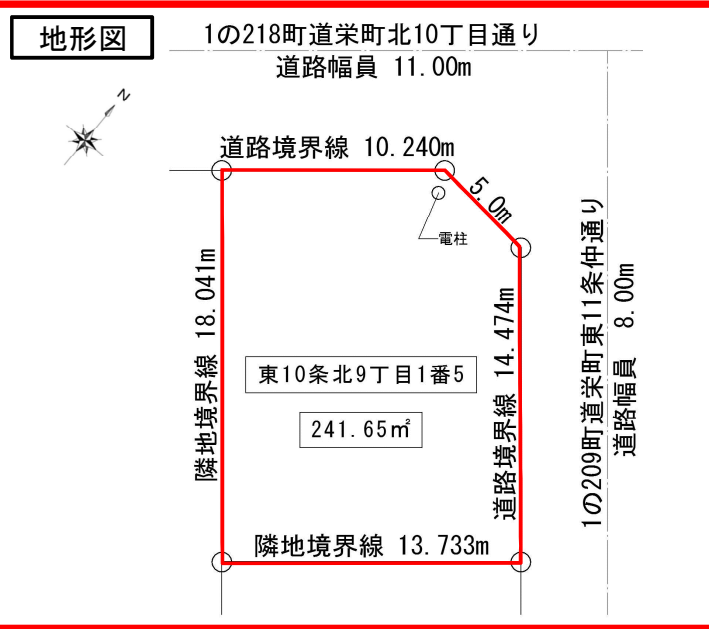 地形図
1の218町道栄町北10丁目通り
道路幅員 11.00m
N
道路境界線 10.240m
5.0m
電柱
隣地境界線 18.041m
東10条北9丁目1番5
241.65㎡
道路境界線 14.474m
1の209町道栄町東11条仲通り
道路幅員 8.00m
隣地境界線 13.733m